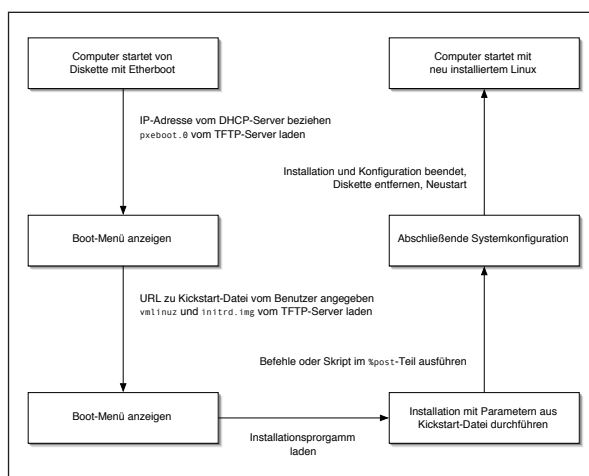 Computer startet von
Diskette mit Etherboot
IP-Adresse vom DHCP-Server beziehen
pxeboot.0 vom TFTP-Server laden
Boot-Menü anzeigen
URL zu Kickstart-Datei vom Benutzer angegeben
vmlinuz und initrd.img vom TFTP-Server laden
Boot-Menü anzeigen
Installationsprorgamm
laden
Installation mit Parametern aus
Kickstart-Datei durchführen
Befehle oder Skript im %post-Teil ausführen
Abschließende Systemkonfiguration
Installation und Konfiguration beendet,
Diskette entfernen, Neustart
Computer startet mit
neu installiertem Linux